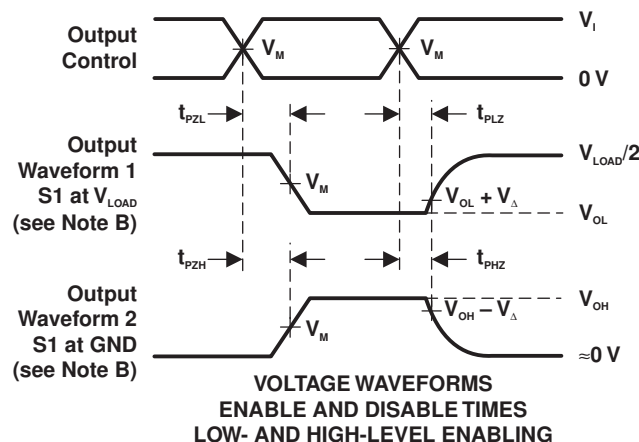 Output
Control
V_M
V_M
V_I
0 V
t_PZL
t_PLZ
Output
Waveform 1
S1 at V_LOAD
(see Note B)
V_M
V_OL + V_Δ
V_LOAD/2
V_OL
t_PZH
t_PHZ
Output
Waveform 2
S1 at GND
(see Note B)
V_M
V_OH − V_Δ
V_OH
≈0 V
VOLTAGE WAVEFORMS
ENABLE AND DISABLE TIMES
LOW- AND HIGH-LEVEL ENABLING